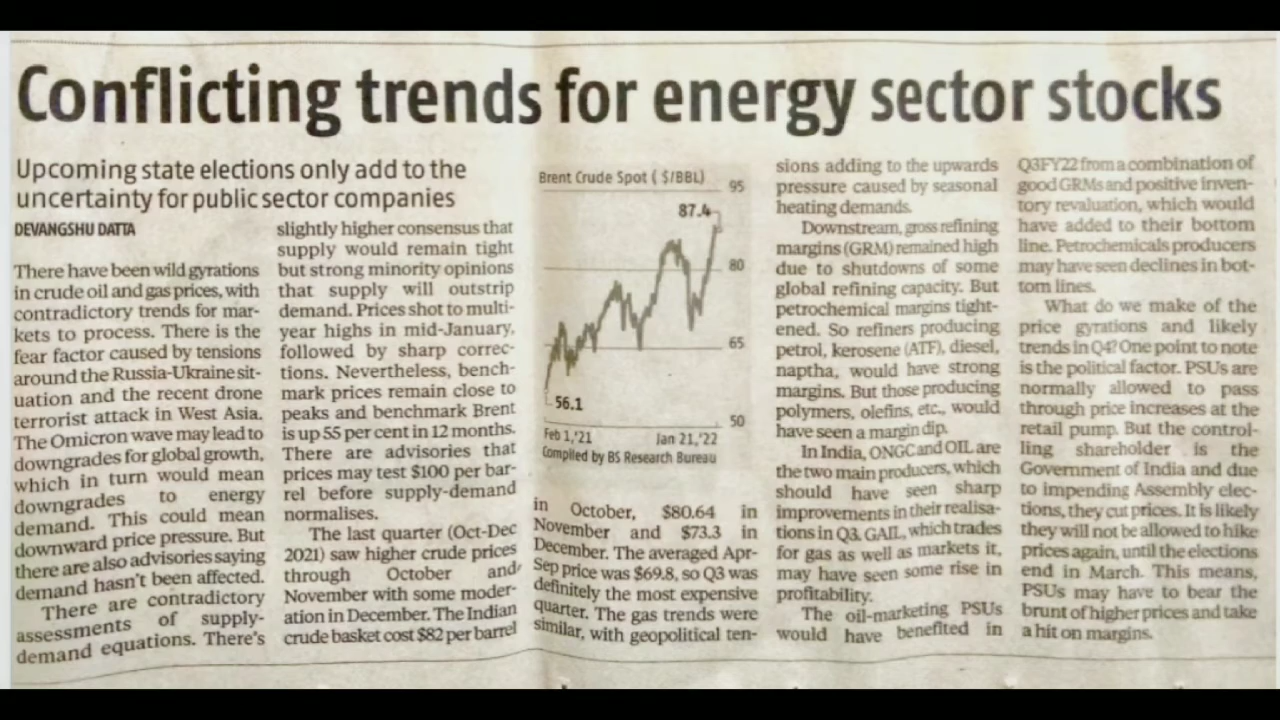 Conflicting trends for energy sector stocks
Upcoming state elections only add to the
uncertainty for public sector companies
DEVANGSHU DATTA
There have been wild gyrations
in crude oil and gas prices, with
contradictory trends for mar-
kets to process. There is the
fear factor caused by tensions
around the Russia-Ukraine sit-
uation and the recent drone
terrorist attack in West Asia.
The Omicron wave may lead to
downgrades for global growth,
which in turn would mean
downgrades to energy
demand. This could mean
downward price pressure. But
there are also advisories saying
demand hasn't been affected.
There are contradictory
assessments of supply-
demand equations. There's
slightly higher consensus that
supply would remain tight
but strong minority opinions
that supply will outstrip
demand. Prices shot to multi-
year highs in mid-January,
followed by sharp correc-
tions. Nevertheless, bench-
mark prices remain close to
peaks and benchmark Brent
is up 55 per cent in 12 months.
There are advisories that
prices may test $100 per bar-
rel before supply-demand
normalises.
The last quarter (Oct-Dec
2021) saw higher crude prices
through October and
November with some moder-
ation in December. The Indian
crude basket cost $82 per barrel
Brent Crude Spot ( $/BBL)
95
87.4
80
65
56.1
50
Feb 1,'21 Jan 21,'22
Compiled by BS Research Bureau
in October, $80.64 in
November and $73.3 in
December. The averaged Apr-
Sep price was $69.8, so Q3 was
definitely the most expensive
quarter. The gas trends were
similar, with geopolitical ten-
sions adding to the upwards
pressure caused by seasonal
heating demands.
Downstream, gross refining
margins (GRM) remained high
due to shutdowns of some
global refining capacity. But
petrochemical margins tight-
ened. So refiners producing
petrol, kerosene (ATF), diesel,
naptha, would have strong
margins. But those producing
polymers, olefins, etc., would
have seen a margin dip.
In India, ONGC and OIL are
the two main producers, which
should have seen sharp
improvements in their realisa-
tions in Q3. GAIL, which trades
for gas as well as markets it,
may have seen some rise in
profitability.
The oil-marketing PSUs
would have benefited in
Q3FY22 from a combination of
good GRMs and positive inven-
tory revaluation, which would
have added to their bottom
line. Petrochemicals producers
may have seen declines in bot-
tom lines.
What do we make of the
price gyrations and likely
trends in Q4? One point to note
is the political factor. PSUs are
normally allowed to pass
through price increases at the
retail pump. But the control-
ling shareholder is the
Government of India and due
to impending Assembly elec-
tions, they cut prices. It is likely
they will not be allowed to hike
prices again, until the elections
end in March. This means,
PSUs may have to bear the
brunt of higher prices and take
a hit on margins.